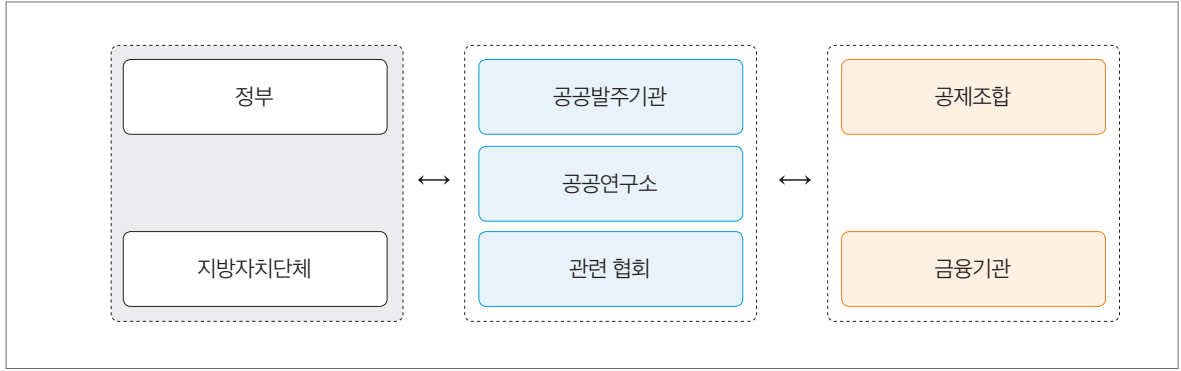 정부
지방자치단체
↔
공공발주기관
공공연구소
관련 협회
↔
공제조합
금융기관